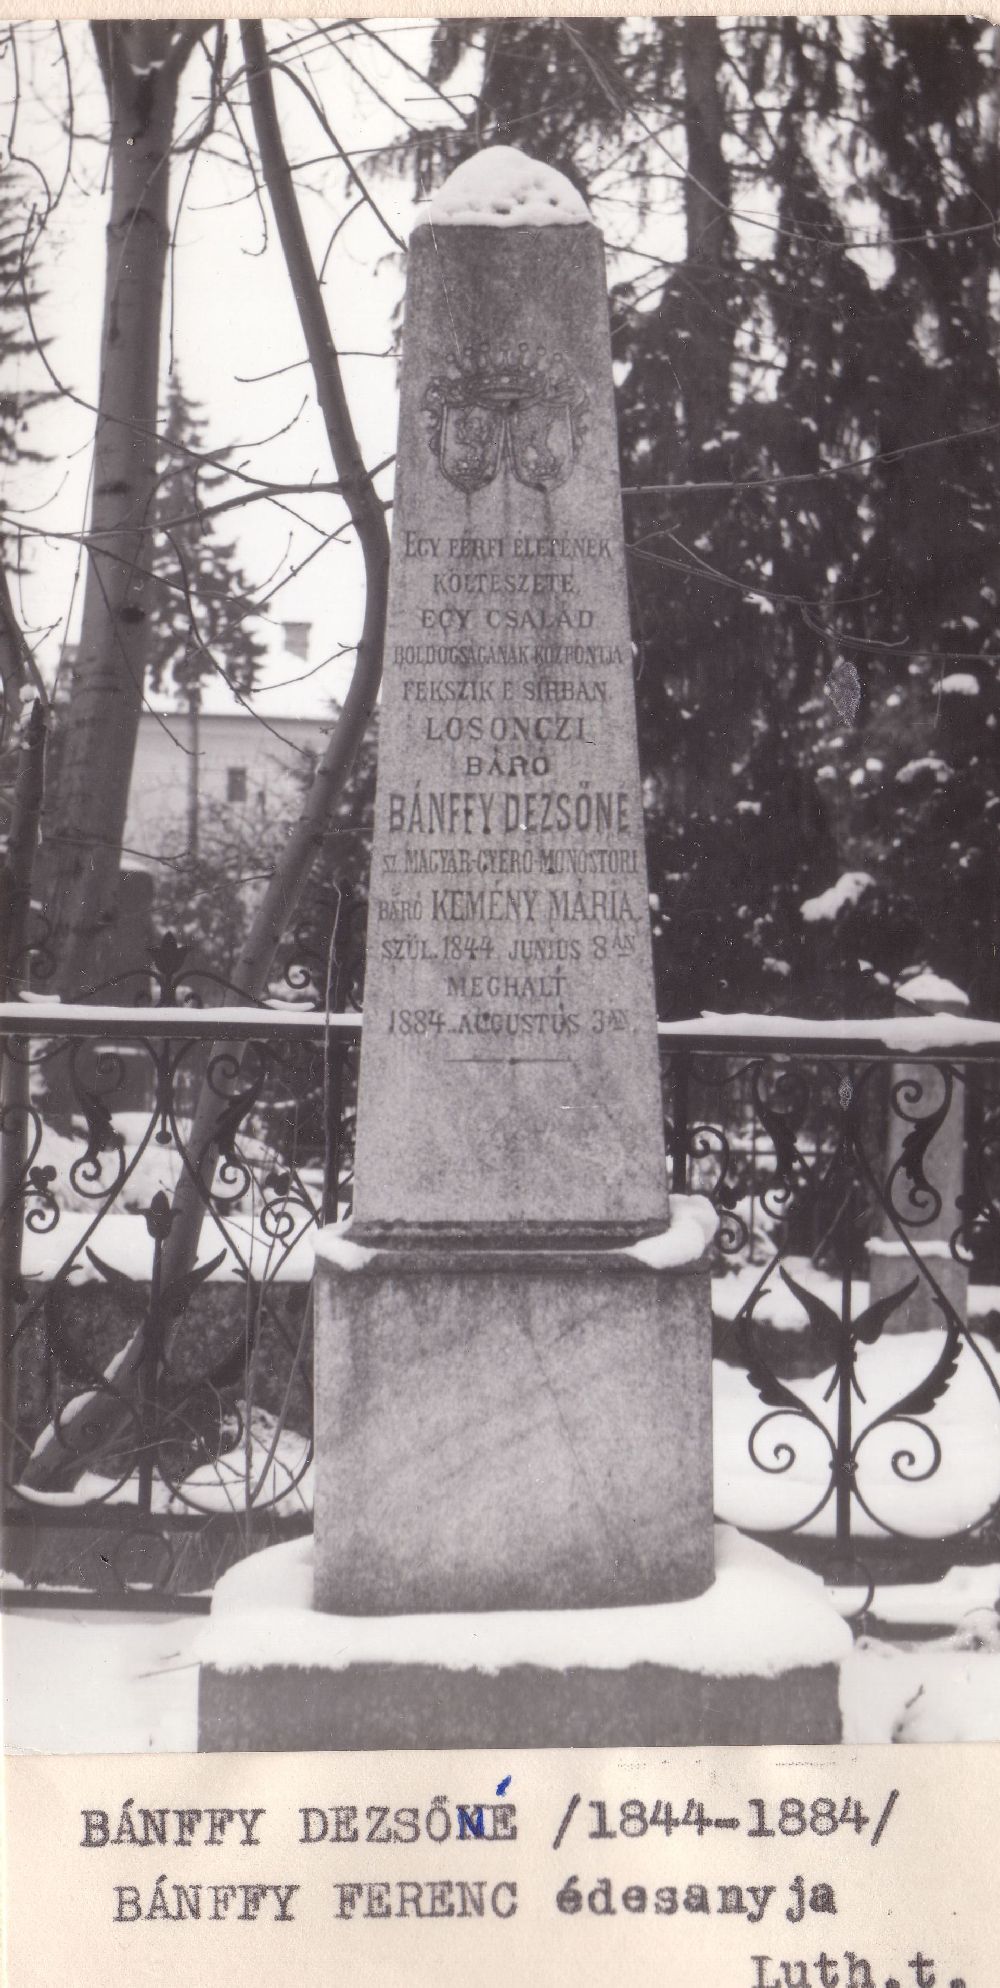 EGY FÉRFI ÉLETÉNEK
KÖLTÉSZETE,
EGY CSALÁD
BOLDOGSÁGÁNAK KÖZPONTJA
FEKSZIK E SIRBAN
LOSONCZI
BÁRÓ
BÁNFFY DEZSŐNÉ
SZ. MAGYAR-GYERŐ-MONOSTORI
BÁRÓ KEMÉNY MÁRIA.
SZÜL. 1844. JUNIUS 8ÁN
MEGHALT
1884. AUGUSTUS 3ÁN.
BÁNFFY DEZSŐNÉ /1844-1884/
BÁNFFY FERENC édesanyja
Luth.t.